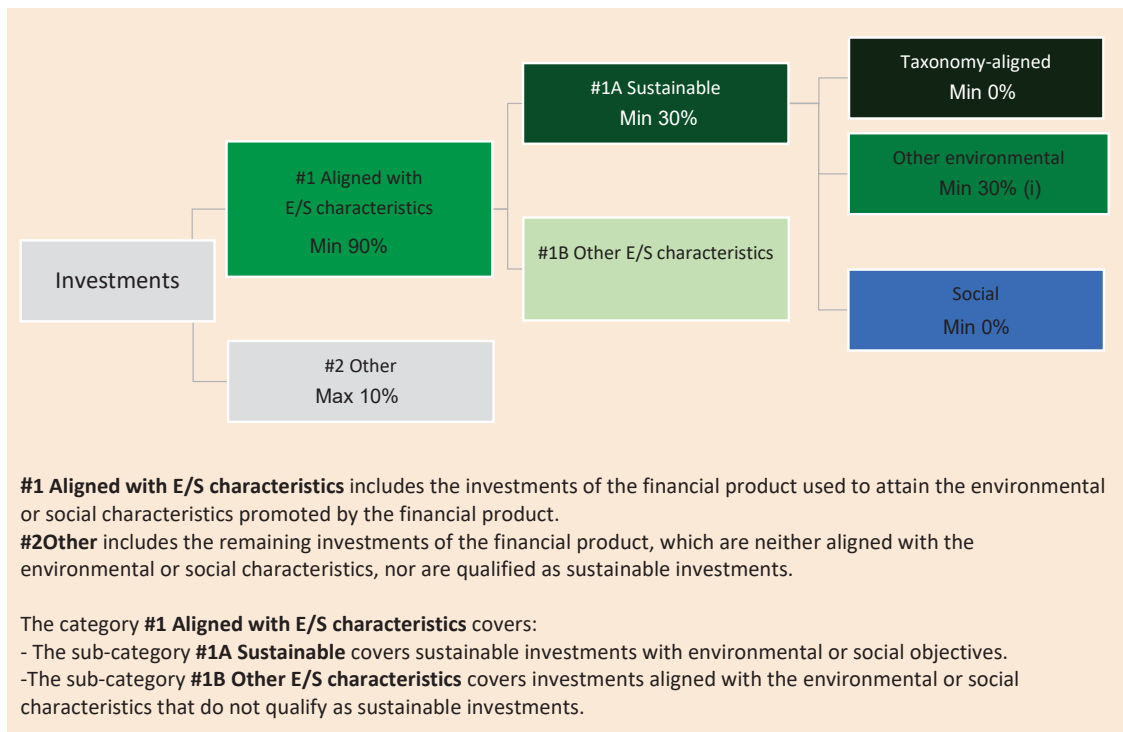 Investments
#1 Aligned with
E/S characteristics
Min 90%
#2 Other
Max 10%
#1A Sustainable
Min 30%
#1B Other E/S characteristics
Taxonomy-aligned
Min 0%
Other environmental
Min 30% (i)
Social
Min 0%
#1 Aligned with E/S characteristics includes the investments of the financial product used to attain the environmental
or social characteristics promoted by the financial product.
#2Other includes the remaining investments of the financial product, which are neither aligned with the
environmental or social characteristics, nor are qualified as sustainable investments.
The category #1 Aligned with E/S characteristics covers:
- The sub-category #1A Sustainable covers sustainable investments with environmental or social objectives.
-The sub-category #1B Other E/S characteristics covers investments aligned with the environmental or social
characteristics that do not qualify as sustainable investments.